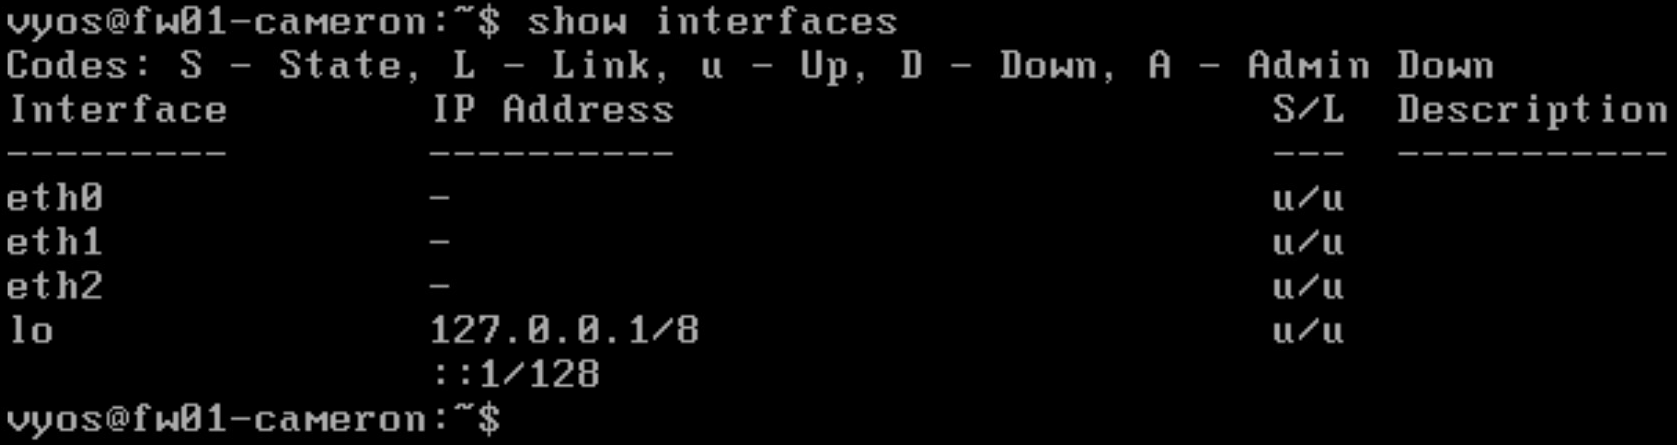 vyos@fw01-cameron:~$ show interfaces
Codes: S - State, L - Link, u - Up, D - Down, A - Admin Down
Interface        IP Address                        S/L  Description
---------        ----------                        ---  -----------
eth0             -                                 u/u
eth1             -                                 u/u
eth2             -                                 u/u
lo               127.0.0.1/8                       u/u
                 ::1/128
vyos@fw01-cameron:~$